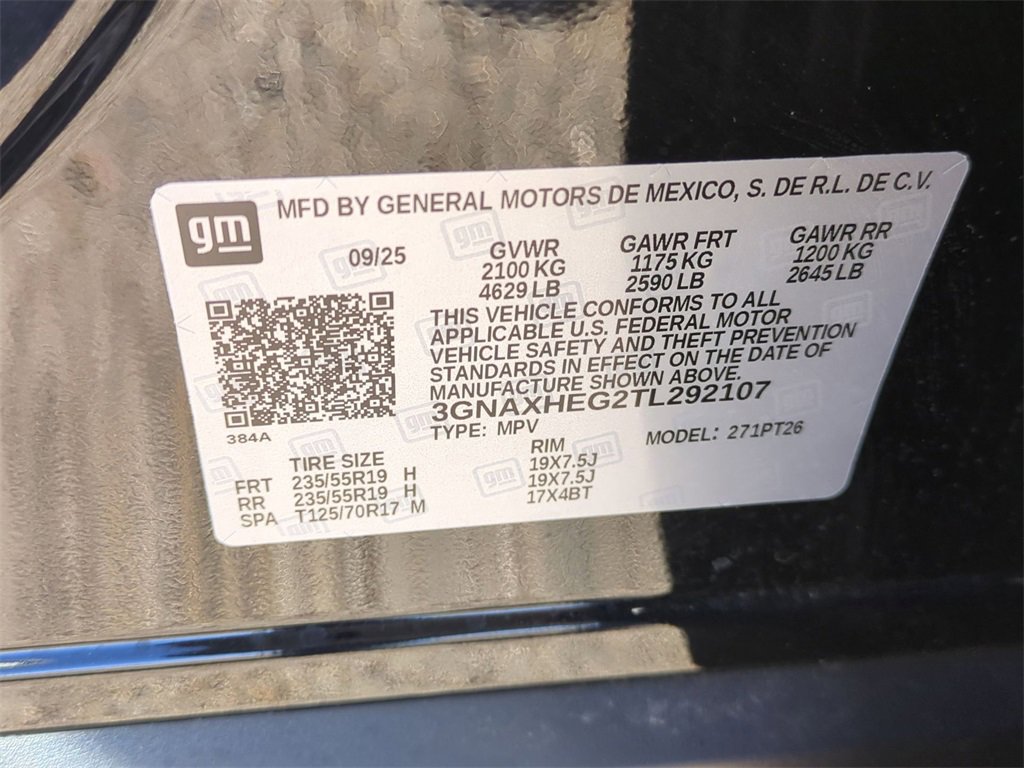 gm
MFD BY GENERAL MOTORS DE MEXICO, S. DE R.L. DE C.V.
09/25
GVWR GAWR FRT GAWR RR
2100 KG 1175 KG 1200 KG
4629 LB 2590 LB 2645 LB
THIS VEHICLE CONFORMS TO ALL
APPLICABLE U.S. FEDERAL MOTOR
VEHICLE SAFETY AND THEFT PREVENTION
STANDARDS IN EFFECT ON THE DATE OF
MANUFACTURE SHOWN ABOVE.
3GNAXHEG2TL292107
384A
TYPE: MPV MODEL: 271PT26
TIRE SIZE RIM
FRT 235/55R19 H 19X7.5J
RR 235/55R19 H 19X7.5J
SPA T125/70R17 M 17X4BT